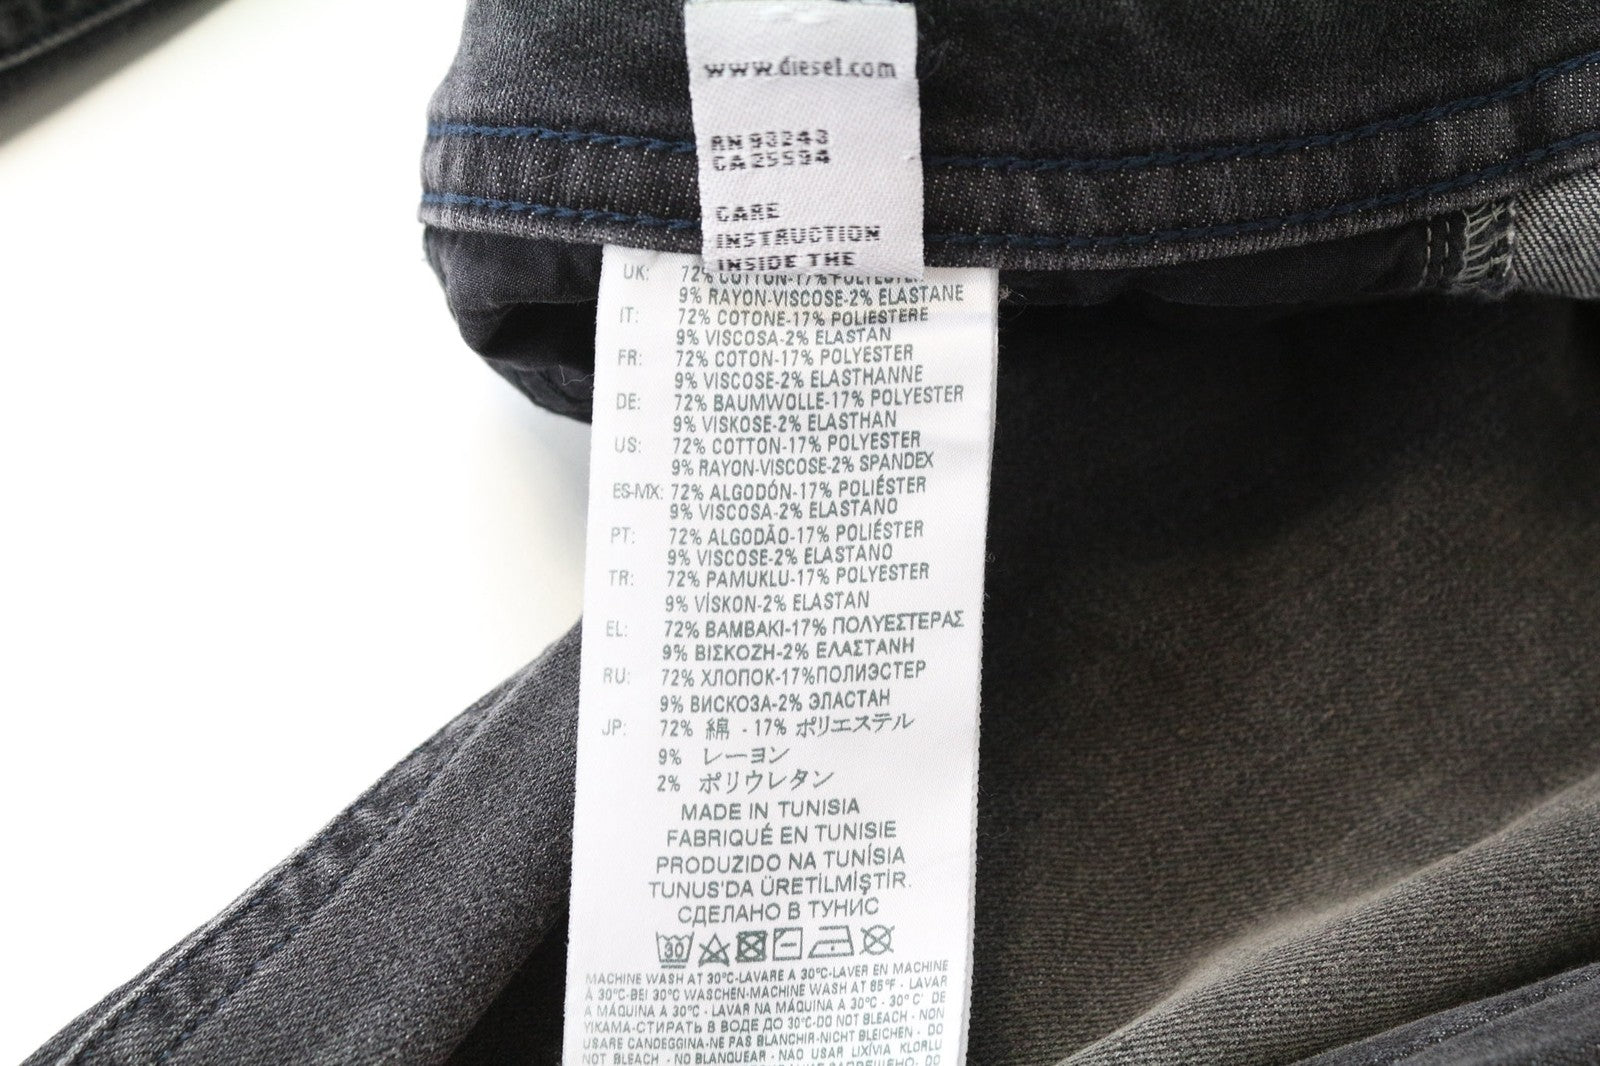 www.diesel.com
RN 93243
CA 25594
CARE
INSTRUCTION
INSIDE THE
UK: 72% COTTON-17% POLYESTER
9% RAYON-VISCOSE-2% ELASTANE
IT: 72% COTONE-17% POLIESTERE
9% VISCOSA-2% ELASTAN
FR: 72% COTON-17% POLYESTER
9% VISCOSE-2% ELASTHANNE
DE: 72% BAUMWOLLE-17% POLYESTER
9% VISKOSE-2% ELASTHAN
US: 72% COTTON-17% POLYESTER
9% RAYON-VISCOSE-2% SPANDEX
ES-MX: 72% ALGODÓN-17% POLIÉSTER
9% VISCOSA-2% ELASTANO
PT: 72% ALGODÃO-17% POLIÉSTER
9% VISCOSE-2% ELASTANO
TR: 72% PAMUKLU-17% POLYESTER
9% VİSKON-2% ELASTAN
EL: 72% BAMBAKI-17% ΠΟΛΥΕΣΤΕΡΑΣ
9% ΒΙΣΚΟΖΗ-2% ΕΛΑΣΤΑΝΗ
RU: 72% ХЛОПОК-17%ПОЛИЭСТЕР
9% ВИСКОЗА-2% ЭЛАСТАН
JP: 72% 綿 - 17% ポリエステル
9% レーヨン
2% ポリウレタン
MADE IN TUNISIA
FABRIQUÉ EN TUNISIE
PRODUZIDO NA TUNÍSIA
TUNUS'DA ÜRETİLMİŞTİR.
СДЕЛАНО В ТУНИС
30
MACHINE WASH AT 30°C-LAVARE A 30°C-LAVER EN MACHINE
À 30°C-BEI 30°C WASCHEN-MACHINE WASH AT 85°F - LAVAR
A MÁQUINA A 30°C - LAVAR NA MÁQUINA A 30°C - 30° C' DE
YIKAMA-СТИРАТЬ В ВОДЕ ДО 30°C-DO NOT BLEACH - NON
USARE CANDEGGINA-NE PAS BLANCHIR-NICHT BLEICHEN - DO
NOT BLEACH - NO BLANQUEAR - NÃO USAR LIXÍVIA KLORLU